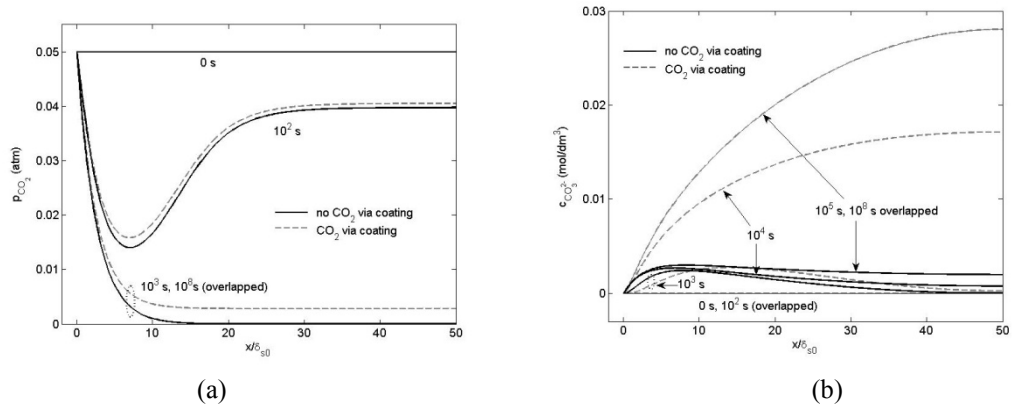 0.05
0.04
0.03
0.02
0.01
0
p_CO₂ (atm)
0 s
10² s
no CO₂ via coating
CO₂ via coating
10³ s, 10⁸s (overlapped)
0 10 20 30 40 50
x/δ_s0
(a)
0.03
0.02
0.01
0
c_CO₃²⁻ (mol/dm³)
no CO₂ via coating
CO₂ via coating
10⁵ s, 10⁸ s overlapped
10⁴ s
10³ s
0 s, 10² s (overlapped)
0 10 20 30 40 50
x/δ_s0
(b)